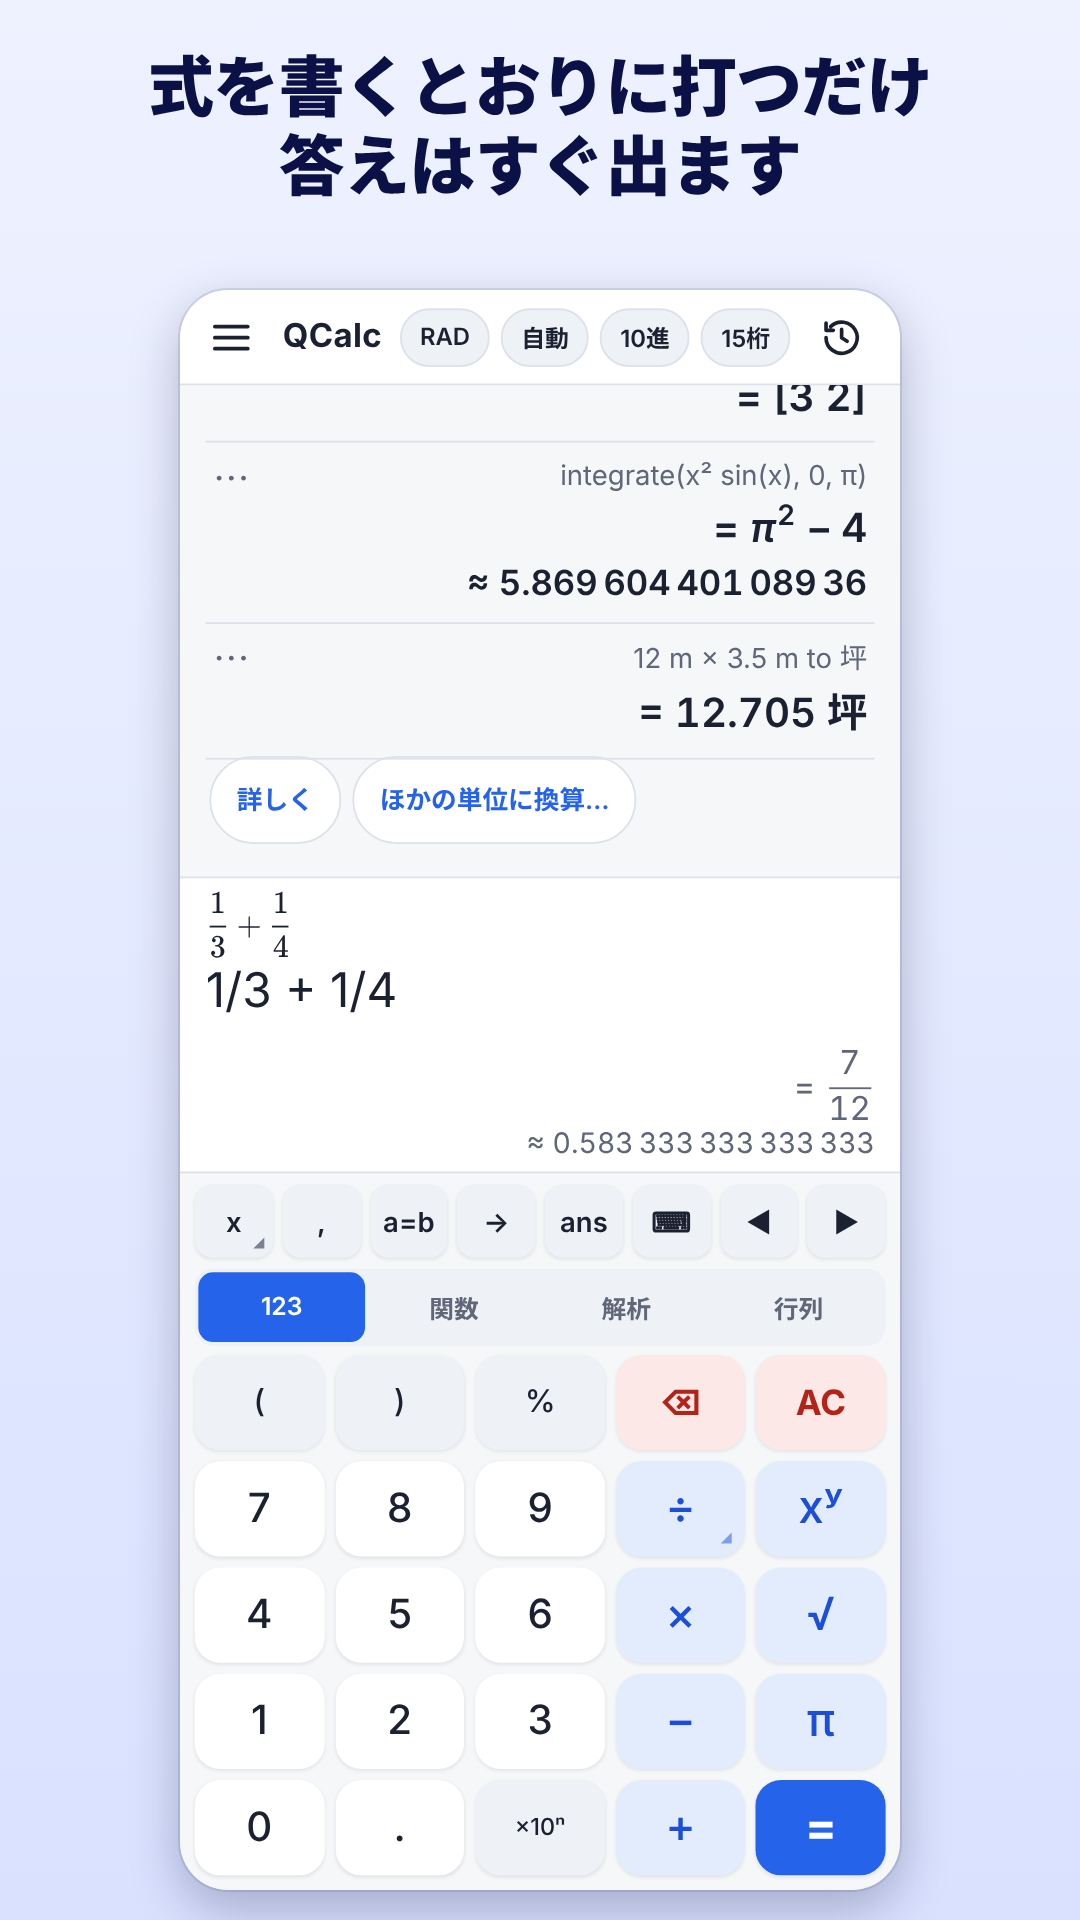 式を書くとおりに打つだけ
答えはすぐ出ます
QCalc RAD 自動 10進 15桁
= [3 2]
… integrate(x² sin(x), 0, π)
= π² − 4
≈ 5.869 604 401 089 36
… 12 m × 3.5 m to 坪
= 12.705 坪
詳しく ほかの単位に換算…
1/3 + 1/4
1/3 + 1/4
= 7/12
≈ 0.583 333 333 333 333
x , a=b → ans ⌨ ◀ ▶
123 関数 解析 行列
( ) % ⌫ AC
7 8 9 ÷ xʸ
4 5 6 × √
1 2 3 − π
0 . ×10ⁿ + =